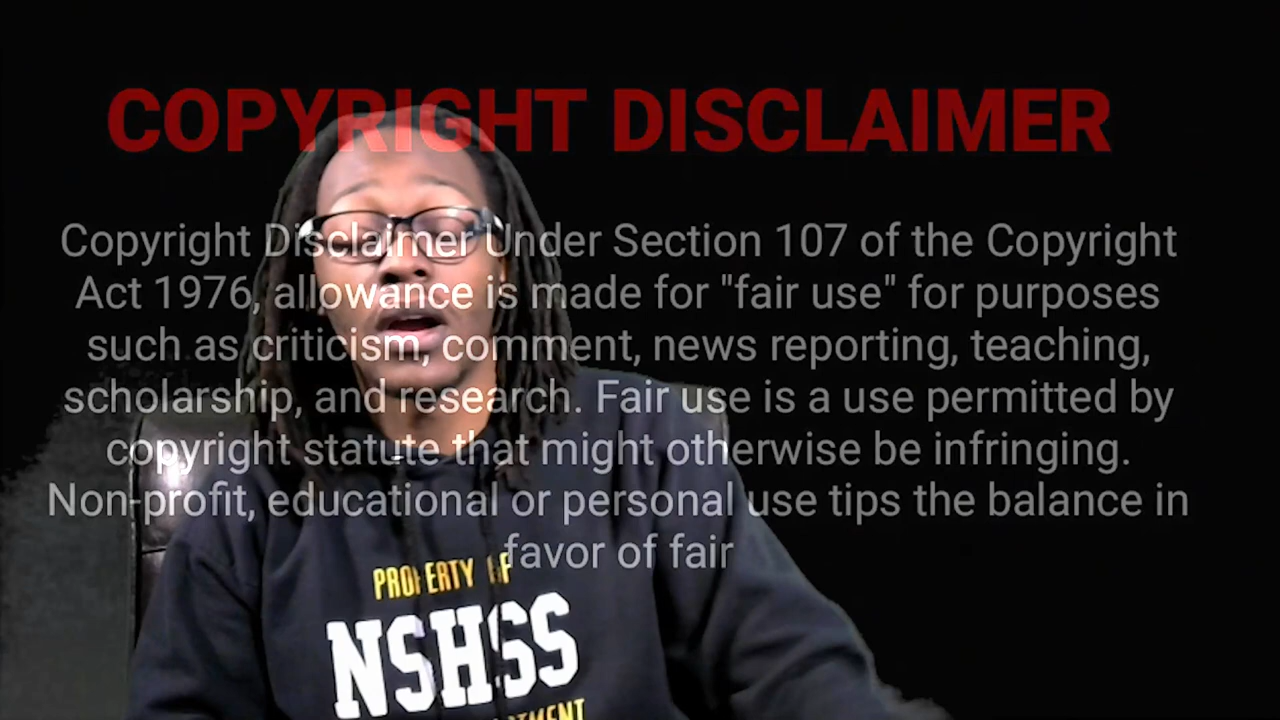 COPYRIGHT DISCLAIMER
Copyright Disclaimer Under Section 107 of the Copyright
Act 1976, allowance is made for "fair use" for purposes
such as criticism, comment, news reporting, teaching,
scholarship, and research. Fair use is a use permitted by
copyright statute that might otherwise be infringing.
Non-profit, educational or personal use tips the balance in
favor of fair
PROPERTY OF
NSHSS